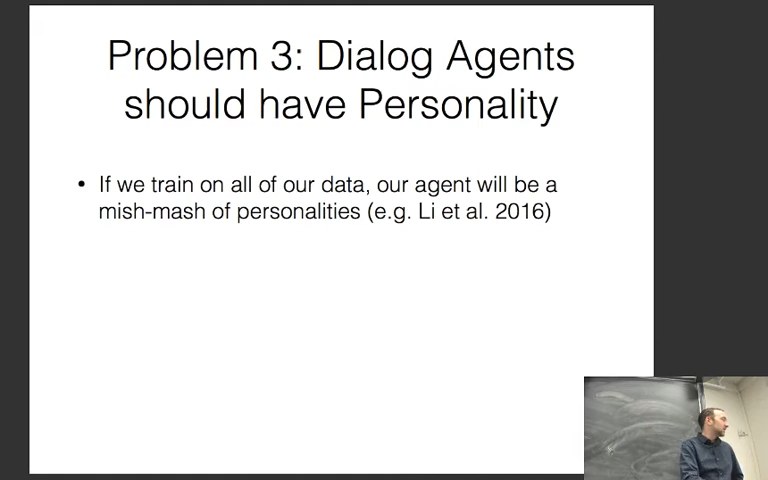 Problem 3: Dialog Agents
should have Personality
• If we train on all of our data, our agent will be a
mish-mash of personalities (e.g. Li et al. 2016)